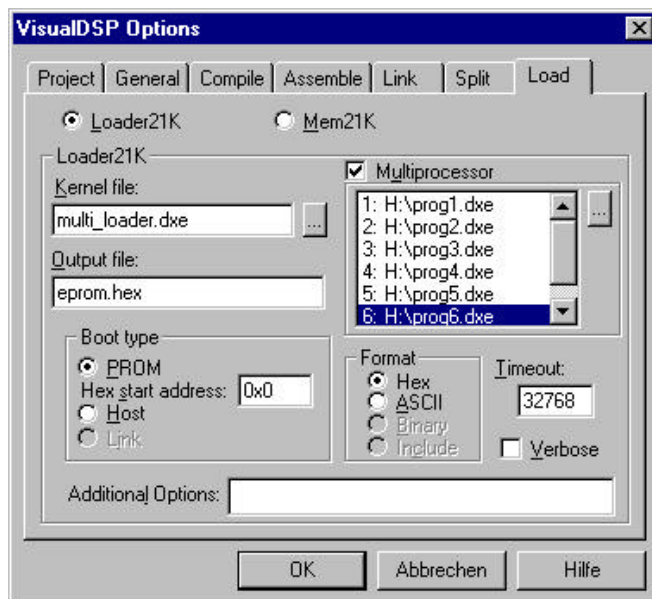 VisualDSP Options
Project General Compile Assemble Link Split Load
Loader21K Mem21K
Loader21K
Kernel file:
multi_loader.dxe ...
Output file:
eprom.hex
Multiprocessor
1: H:\prog1.dxe ...
2: H:\prog2.dxe
3: H:\prog3.dxe
4: H:\prog4.dxe
5: H:\prog5.dxe
6: H:\prog6.dxe
Boot type
PROM
Hex start address: 0x0
Host
Link
Format
Hex
ASCII
Binary
Include
Timeout:
32768
Verbose
Additional Options:
OK Abbrechen Hilfe